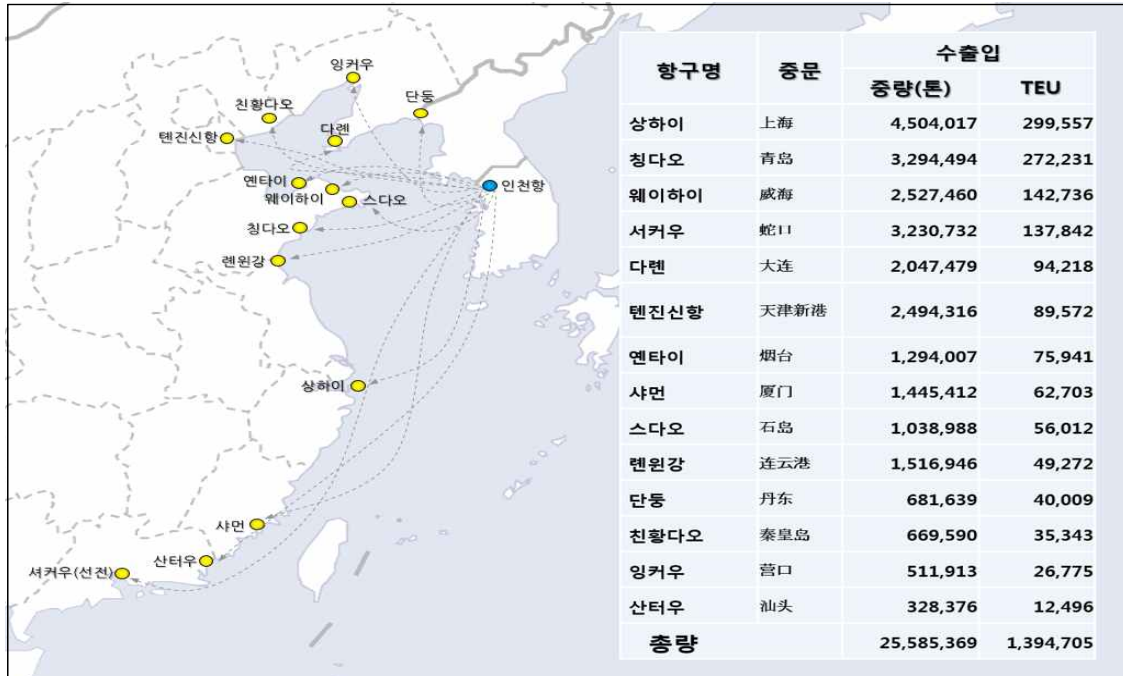 잉커우
단둥
친황다오
다롄
텐진신항
옌타이
인천항
웨이하이
스다오
칭다오
롄윈강
상하이
샤먼
산터우
셔커우(선전)
항구명 중문 수출입
중량(톤) TEU
상하이 上海 4,504,017 299,557
칭다오 青岛 3,294,494 272,231
웨이하이 威海 2,527,460 142,736
서커우 蛇口 3,230,732 137,842
다롄 大连 2,047,479 94,218
텐진신항 天津新港 2,494,316 89,572
옌타이 烟台 1,294,007 75,941
샤먼 厦门 1,445,412 62,703
스다오 石岛 1,038,988 56,012
롄윈강 连云港 1,516,946 49,272
단둥 丹东 681,639 40,009
친황다오 秦皇岛 669,590 35,343
잉커우 营口 511,913 26,775
산터우 汕头 328,376 12,496
총량 25,585,369 1,394,705